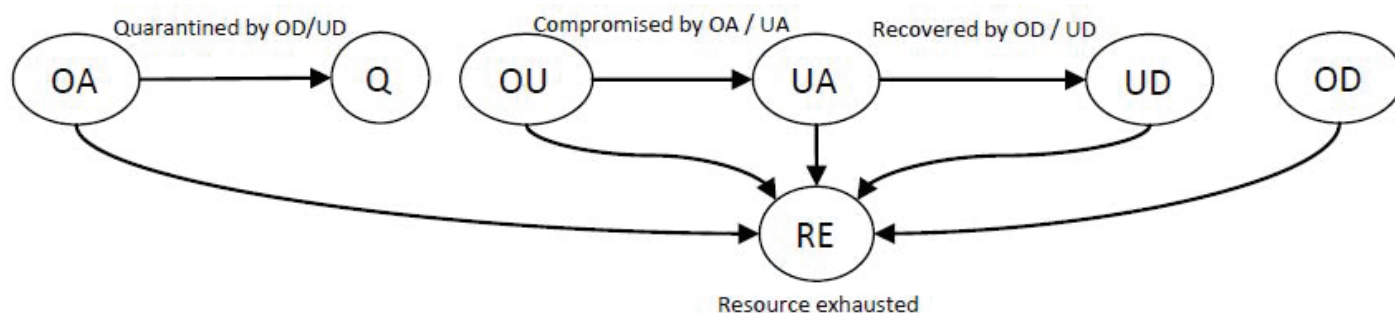 Quarantined by OD/UD
Compromised by OA / UA
Recovered by OD / UD
OA
Q
OU
UA
UD
OD
RE
Resource exhausted